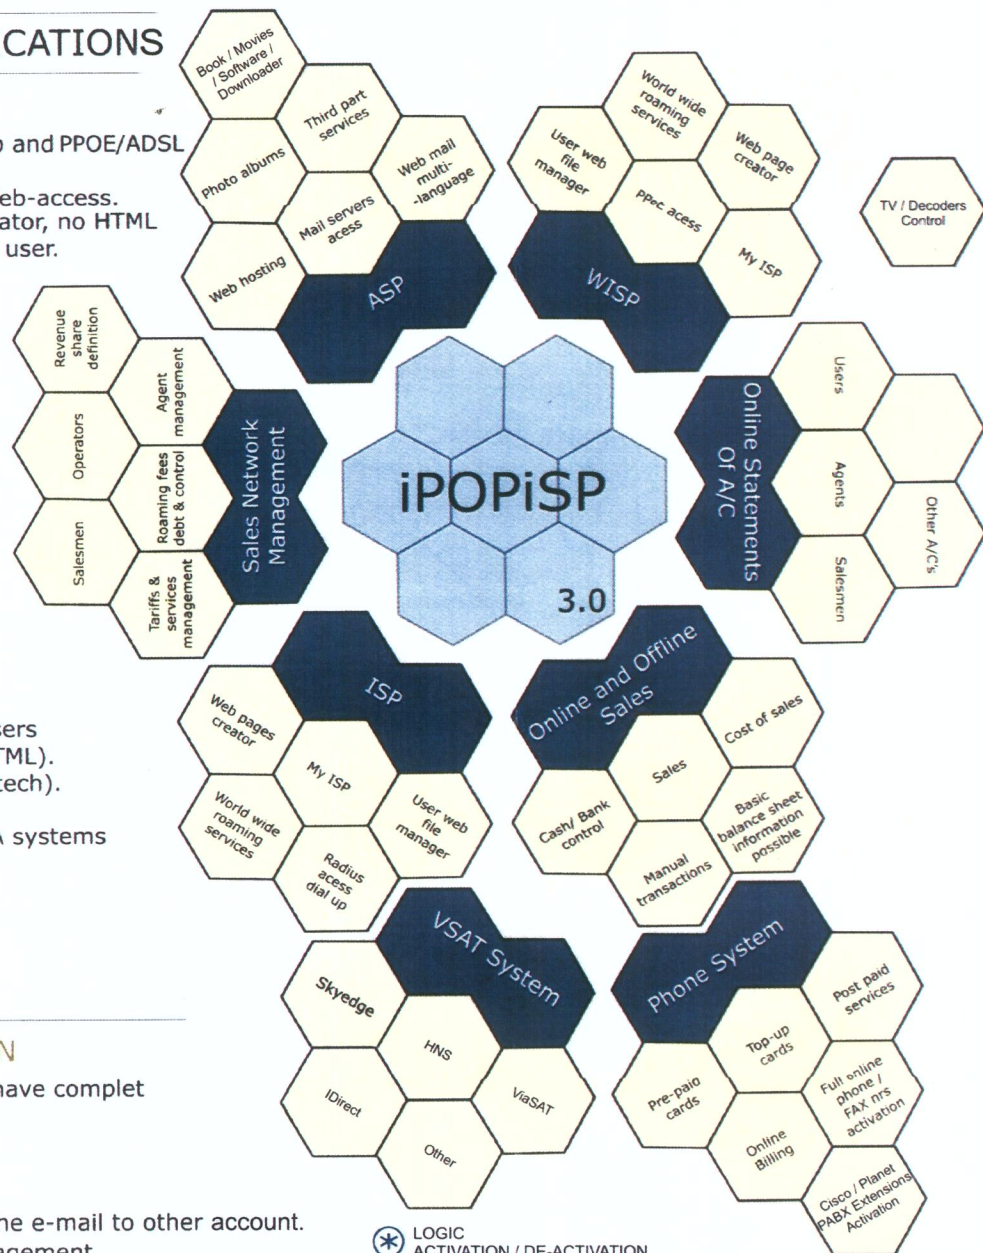 CATIONS
and PPOE/ADSL
eb-access.
ator, no HTML
user.
sers
TML).
tech).
systems
N
have complet
ne e-mail to other account.
agement
Book / Movies
/ Software /
Downloader
Third part
services
Photo albums
Web mail
multi-
-language
Mail servers
acess
Web hosting
ASP
World wide
roaming
services
User web
file
manager
Web page
creator
PPoE acess
My ISP
WISP
TV / Decoders
Control
Revenue
share
definition
Agent
management
Operators
Roaming fees
debt & control
Salesmen
Tariffs &
services
management
Sales Network
Management
iPOPiSP
3.0
Online Statements
Of A/C
Users
Agents
Other A/C's
Salesmen
ISP
Web pages
creator
My ISP
World wide
roaming
services
User web
file
manager
Radius
acess
dial up
Online and Offline
Sales
Cost of sales
Sales
Cash/ Bank
control
Basic
balance sheet
information
possible
Manual
transactions
VSAT System
Skyedge
HNS
IDirect
ViaSAT
Other
Phone System
Post paid
services
Top-up
cards
Pre-paid
cards
Full online
phone /
FAX nrs
activation
Online
Billing
Cisco / Planet
PABX Extensions
Activation
LOGIC
ACTIVATION / DE-ACTIVATION